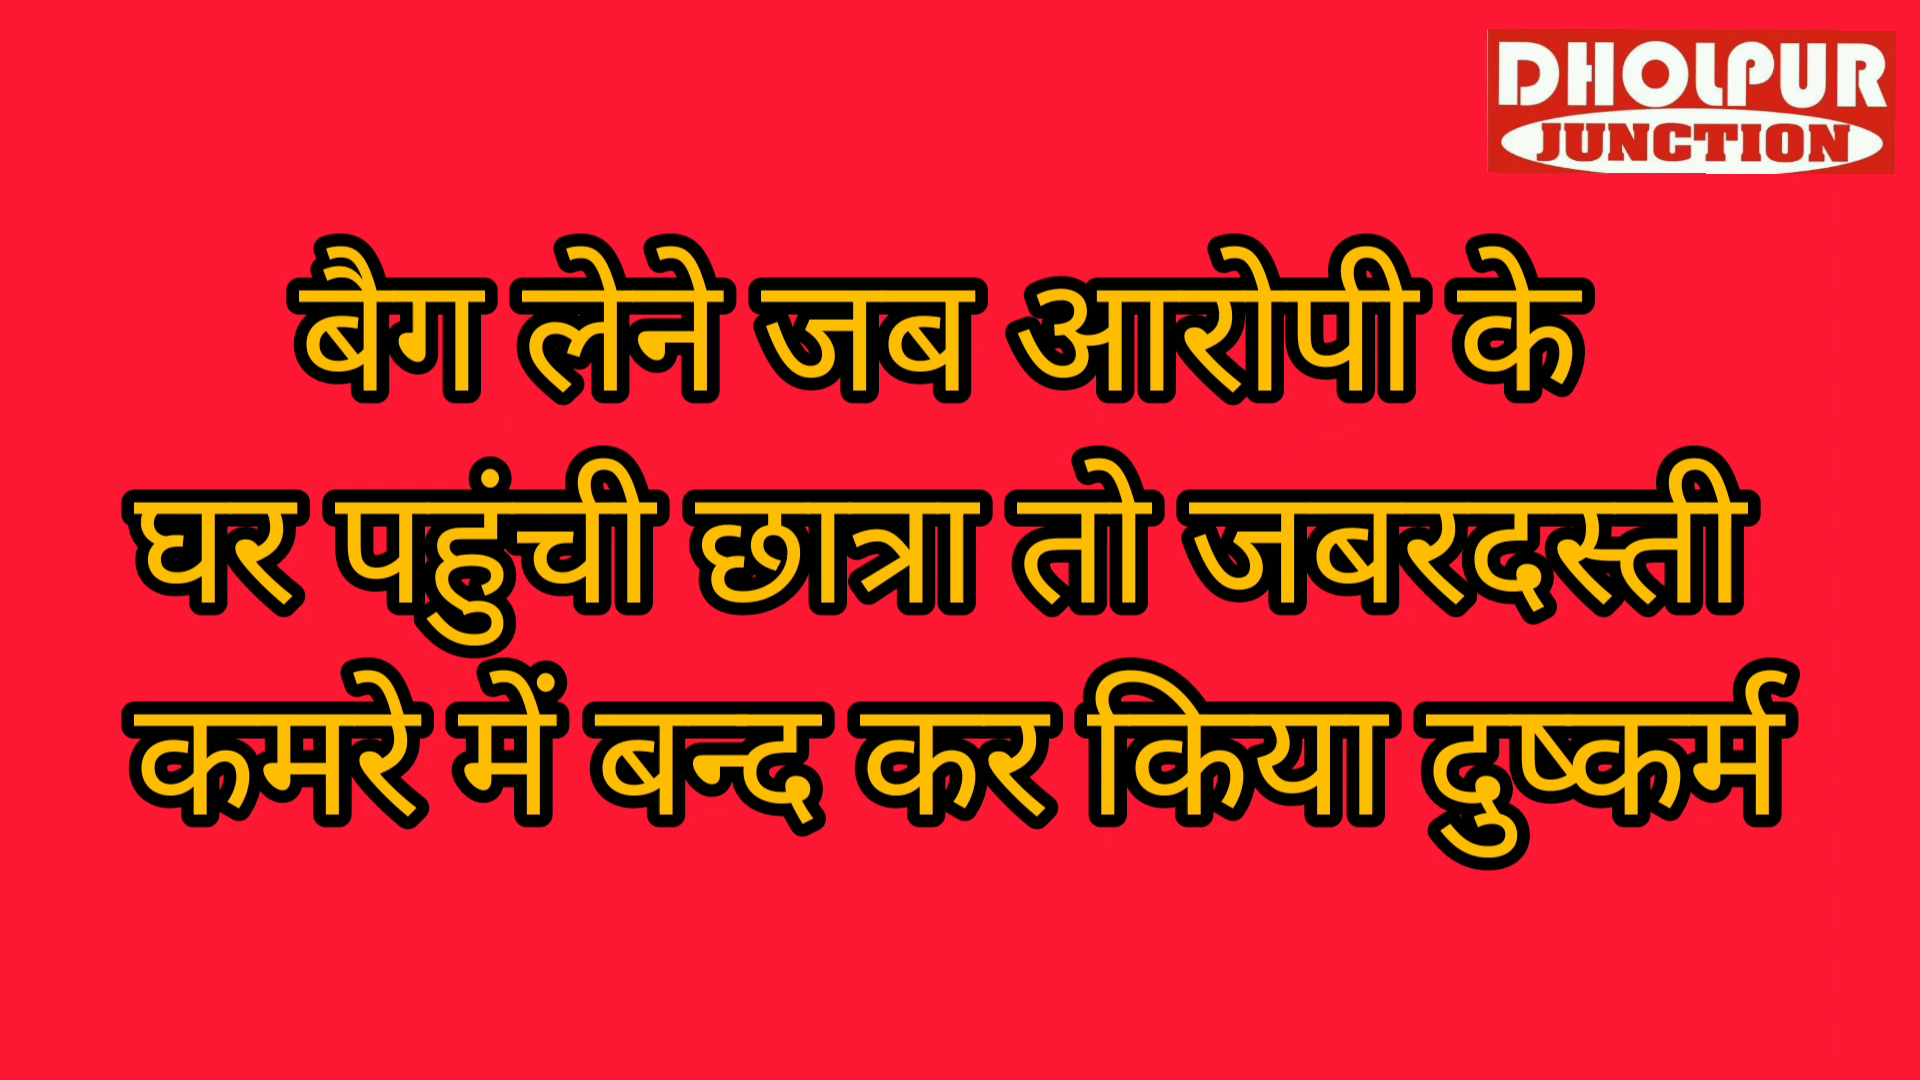 DHOLPUR
JUNCTION
बैग लेने जब आरोपी के
घर पहुंची छात्रा तो जबरदस्ती
कमरे में बन्द कर किया दुष्कर्म